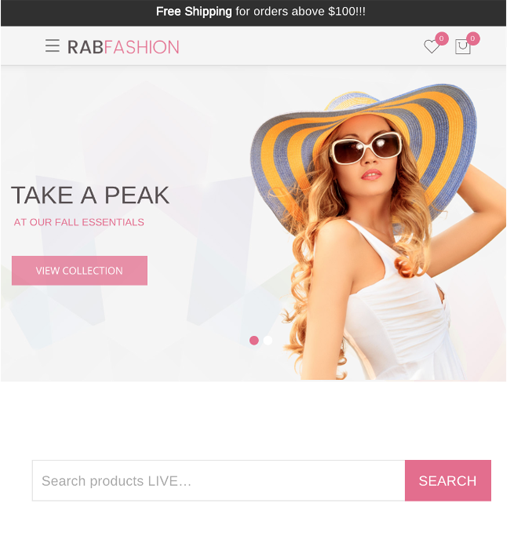 Free Shipping for orders above $100!!!
RABFASHION
0
0
TAKE A PEAK
AT OUR FALL ESSENTIALS
VIEW COLLECTION
Search products LIVE…
SEARCH